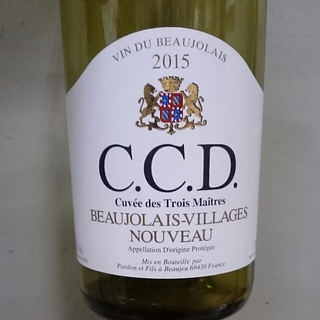 VIN DU BEAUJOLAIS
2015
C.C.D.
Cuvée des Trois Maîtres
BEAUJOLAIS-VILLAGES
NOUVEAU
Appellation D'origine Protégée
Mis en Bouteille par
Pardon et Fils à Beaujeu 69430 France